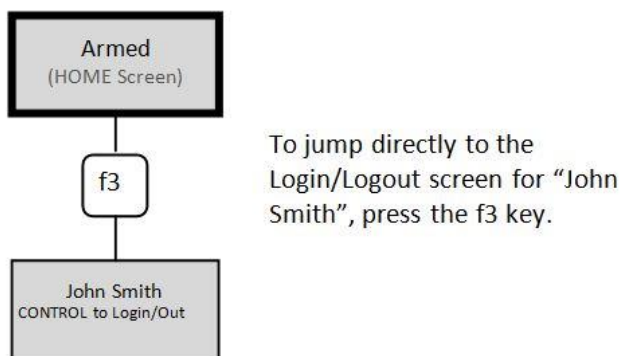 Armed
(HOME Screen)
f3
To jump directly to the
Login/Logout screen for “John
Smith”, press the f3 key.
John Smith
CONTROL to Login/Out